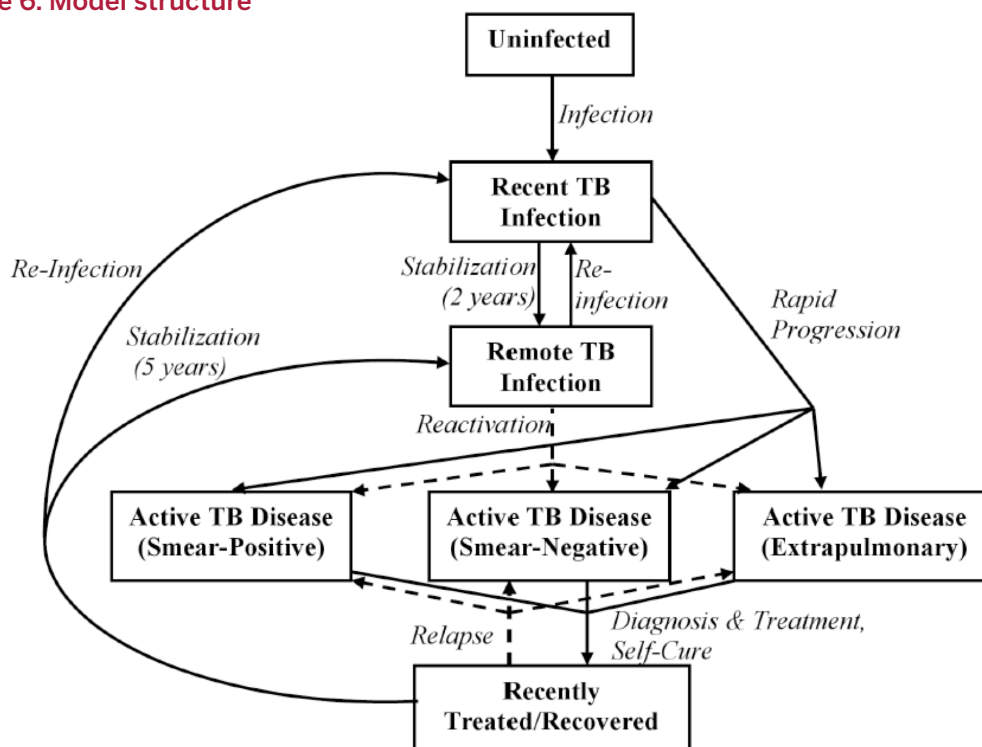 6. Model structure
Uninfected
Infection
Recent TB
Infection
Re-Infection
Stabilization
(2 years)
Re-
infection
Rapid
Progression
Stabilization
(5 years)
Remote TB
Infection
Reactivation
Active TB Disease
(Smear-Positive)
Active TB Disease
(Smear-Negative)
Active TB Disease
(Extrapulmonary)
Relapse
Diagnosis & Treatment,
Self-Cure
Recently
Treated/Recovered